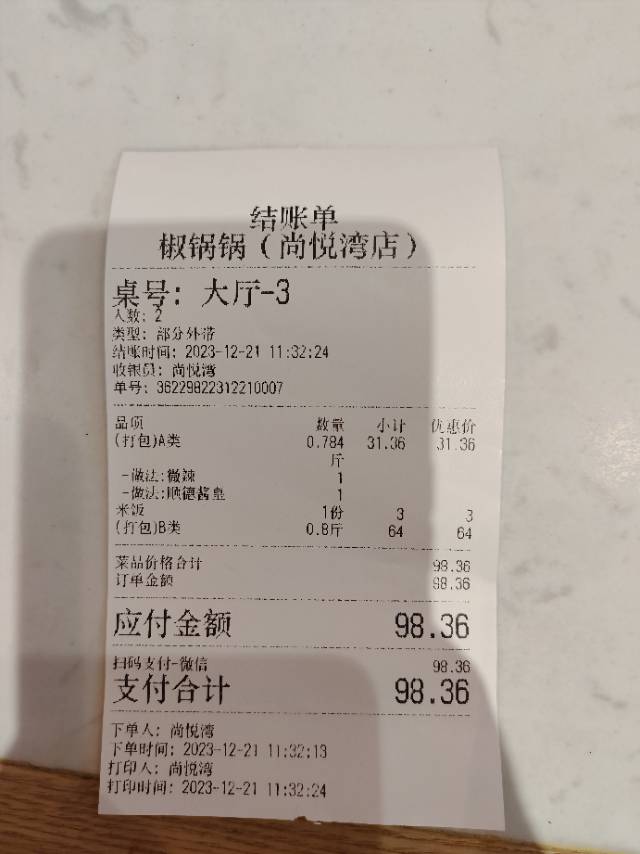 结账单
椒锅锅（尚悦湾店）
桌号：大厅-3
人数：2
类型：部分外带
结账时间：2023-12-21 11:32:24
收银员：尚悦湾
单号：36229822312210007
品项 数量 小计 优惠价
(打包)A类 0.784 31.36 31.36
斤
-做法:微辣 1
-做法:顺德酱皇 1
米饭 1份 3 3
(打包)B类 0.8斤 64 64
菜品价格合计 98.36
订单金额 98.36
应付金额 98.36
扫码支付-微信 98.36
支付合计 98.36
下单人：尚悦湾
下单时间：2023-12-21 11:32:13
打印人：尚悦湾
打印时间：2023-12-21 11:32:24